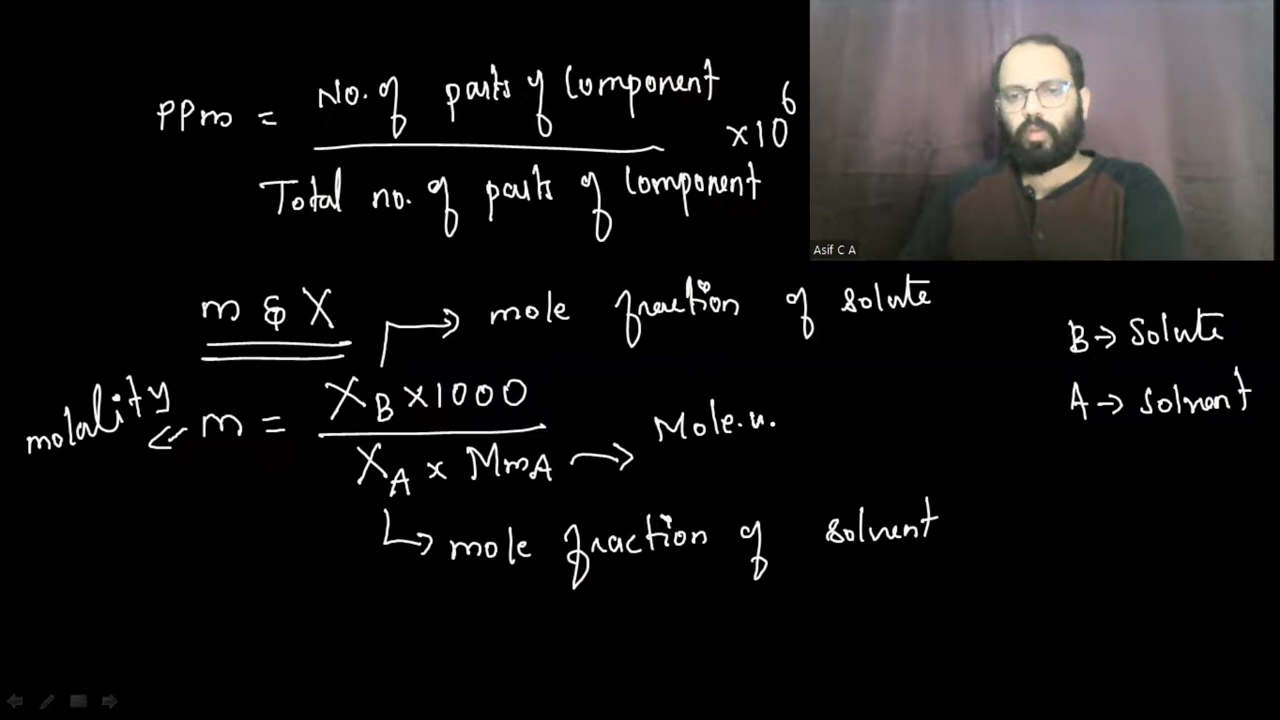 PPm = No. of parts of Component ×10⁶
Total no. of parts of Component
Asif C A
m & X
→ mole fraction of solute
B → Solute
A → Solvent
molality ← m = X_B × 1000
X_A × Mm_A → Mole.u.
→ mole fraction of solvent